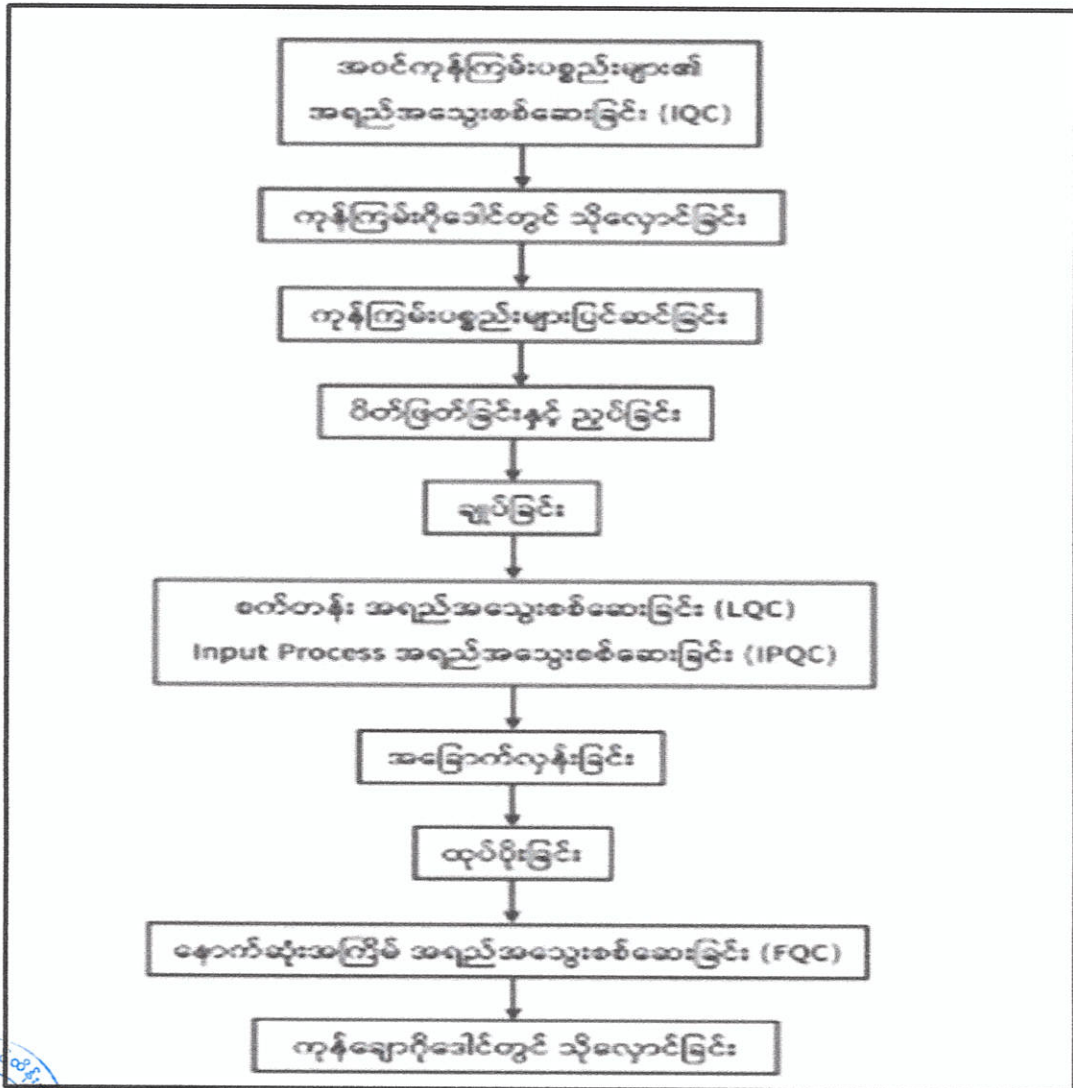 အဝင်ကုန်ကြမ်းပစ္စည်းများ၏
အရည်အသွေးစစ်ဆေးခြင်း (IQC)
ကုန်ကြမ်းဂိုဒေါင်တွင် သိုလှောင်ခြင်း
ကုန်ကြမ်းပစ္စည်းများပြင်ဆင်ခြင်း
ပိတ်ဖြတ်ခြင်းနှင့် ညှပ်ခြင်း
ချုပ်ခြင်း
စက်တန်း အရည်အသွေးစစ်ဆေးခြင်း (LQC)
Input Process အရည်အသွေးစစ်ဆေးခြင်း (IPQC)
အခြောက်လှန်းခြင်း
ထုပ်ပိုးခြင်း
နောက်ဆုံးအကြိမ် အရည်အသွေးစစ်ဆေးခြင်း (FQC)
ကုန်ချောဂိုဒေါင်တွင် သိုလှောင်ခြင်း